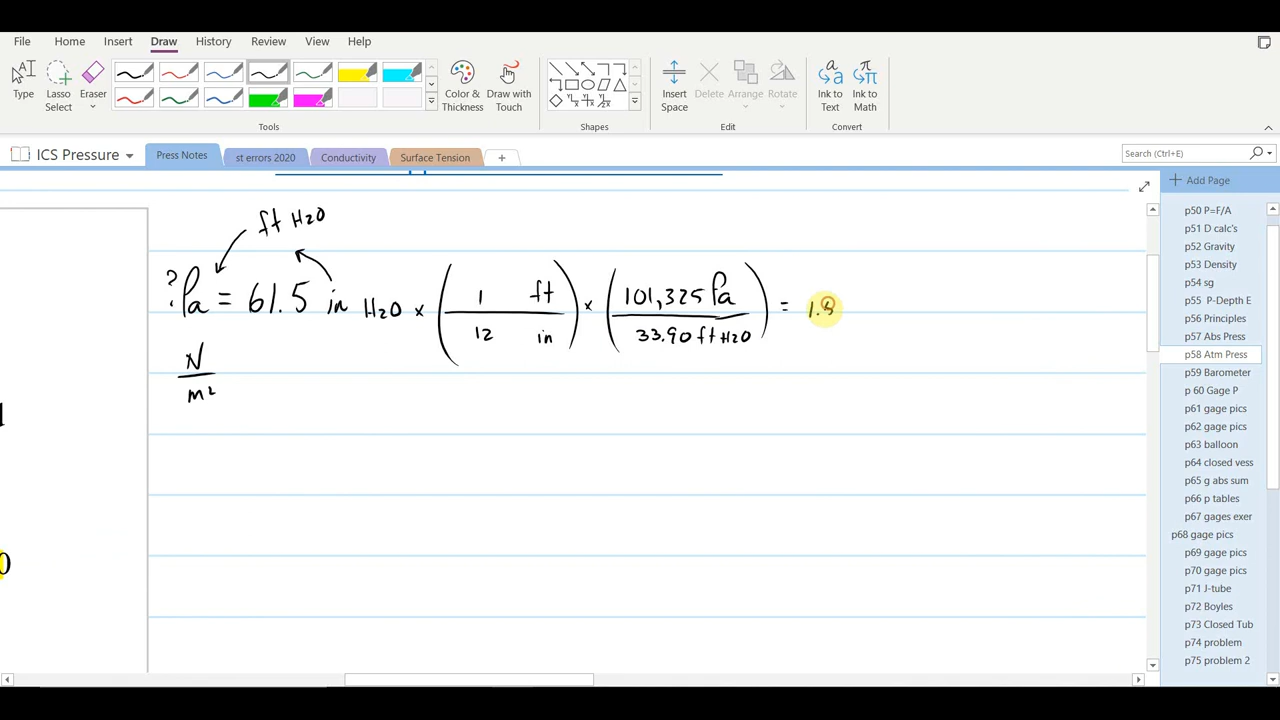 File Home Insert Draw History Review View Help
Type Lasso Select Eraser Color & Thickness Draw with Touch Insert Space Delete Arrange Rotate Ink to Text Ink to Math
Tools Shapes Edit Convert
ICS Pressure Press Notes st errors 2020 Conductivity Surface Tension + Search (Ctrl+E)
+ Add Page
p50 P=F/A
p51 D calc's
p52 Gravity
p53 Density
p54 sg
p55 P-Depth E
p56 Principles
p57 Abs Press
p58 Atm Press
p59 Barometer
p 60 Gage P
p61 gage pics
p62 gage pics
p63 balloon
p64 closed vess
p65 g abs sum
p66 p tables
p67 gages exer
p68 gage pics
p69 gage pics
p70 gage pics
p71 J-tube
p72 Boyles
p73 Closed Tub
p74 problem
p75 problem 2
ft H2O
? Pa = 61.5 in H2O × (1 ft / 12 in) × (101,325 Pa / 33.90 ft H2O) = 1.5
N
m2
0